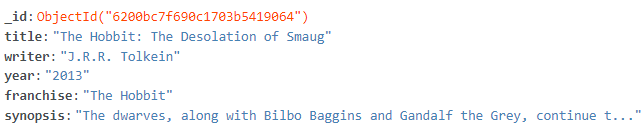 _id: ObjectId("6200bc7f690c1703b5419064")
title: "The Hobbit: The Desolation of Smaug"
writer: "J.R.R. Tolkein"
year: "2013"
franchise: "The Hobbit"
synopsis: "The dwarves, along with Bilbo Baggins and Gandalf the Grey, continue t..."